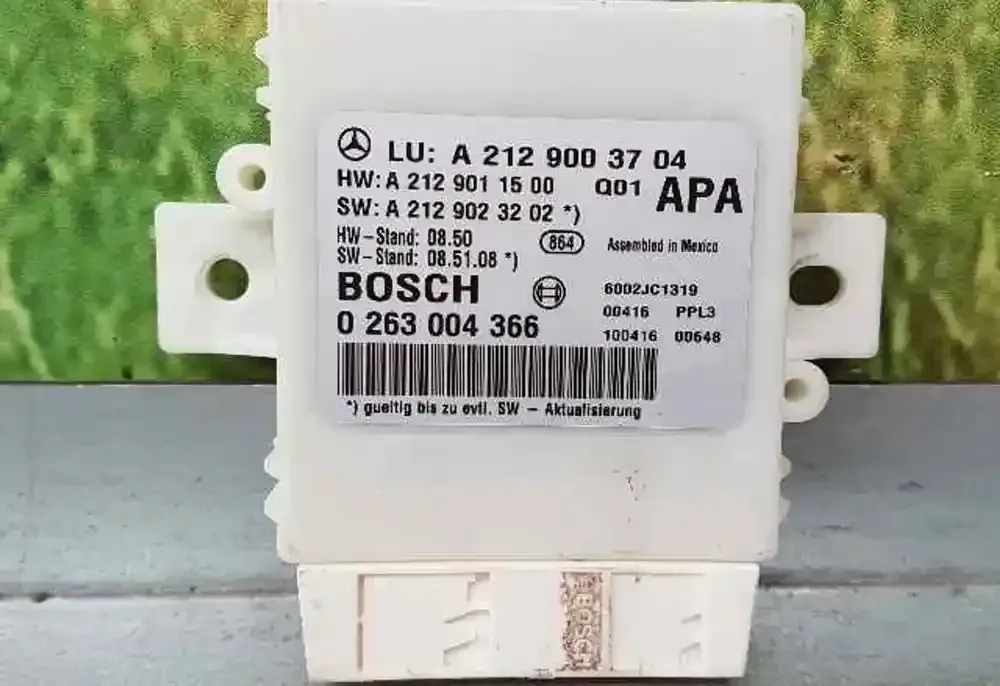 LU: A 212 900 37 04
HW: A 212 901 15 00 Q01 APA
SW: A 212 902 32 02 *)
HW-Stand: 08.50 864 Assembled in Mexico
SW-Stand: 08.51.08 *)
BOSCH 6002JC1319
0 263 004 366 00416 PPL3
100416 00648
*) gueltig bis zu evtl. SW - Aktualisierung
BOSCH